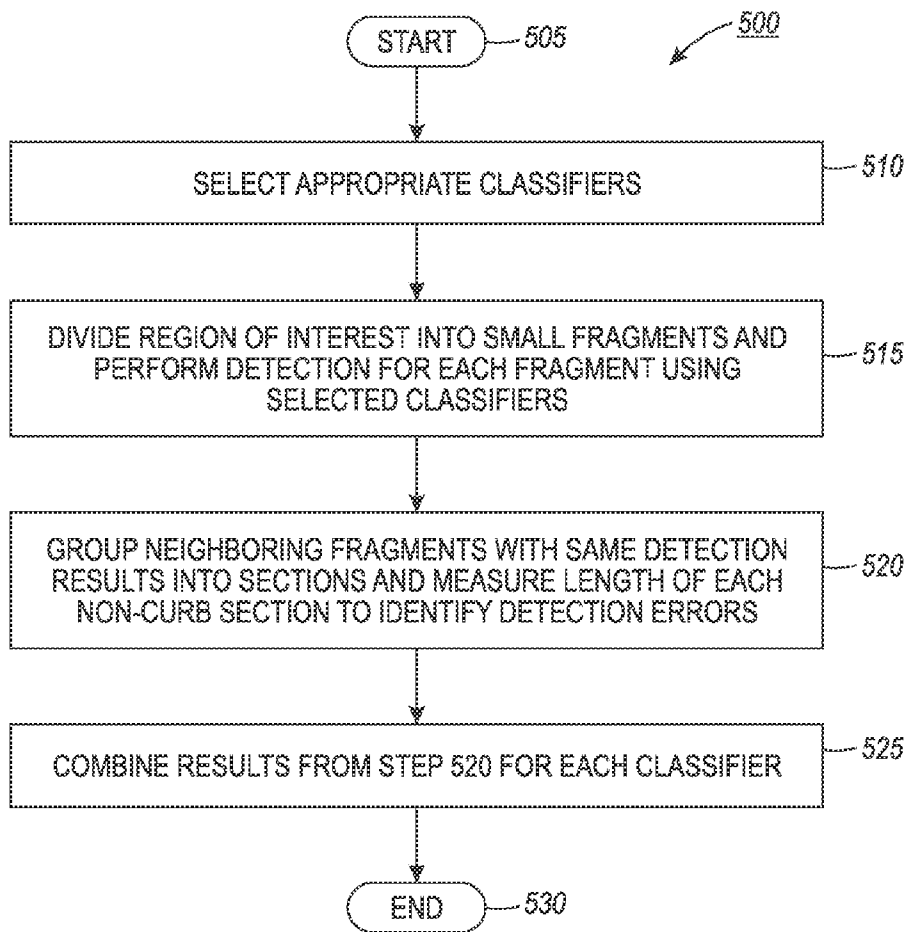 START
505
500
SELECT APPROPRIATE CLASSIFIERS
510
DIVIDE REGION OF INTEREST INTO SMALL FRAGMENTS AND
PERFORM DETECTION FOR EACH FRAGMENT USING
SELECTED CLASSIFIERS
515
GROUP NEIGHBORING FRAGMENTS WITH SAME DETECTION
RESULTS INTO SECTIONS AND MEASURE LENGTH OF EACH
NON-CURB SECTION TO IDENTIFY DETECTION ERRORS
520
COMBINE RESULTS FROM STEP 520 FOR EACH CLASSIFIER
525
END
530